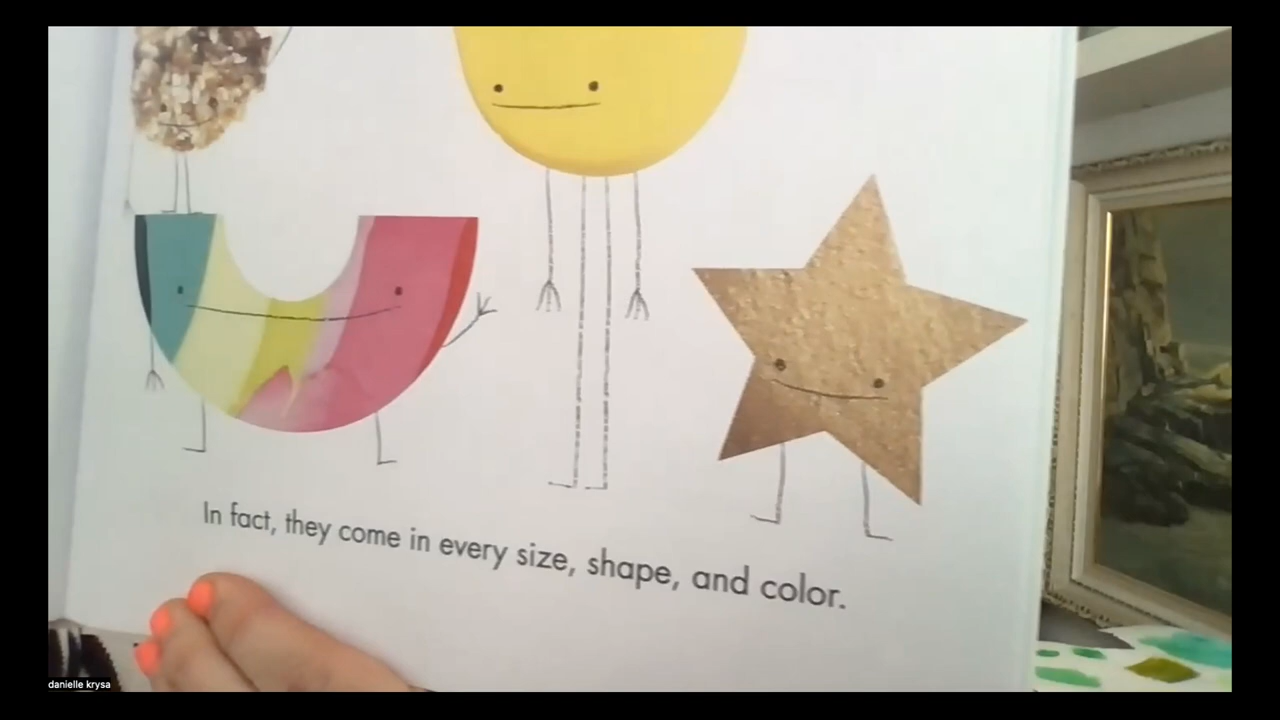 In fact, they come in every size, shape, and color.
danielle krysa